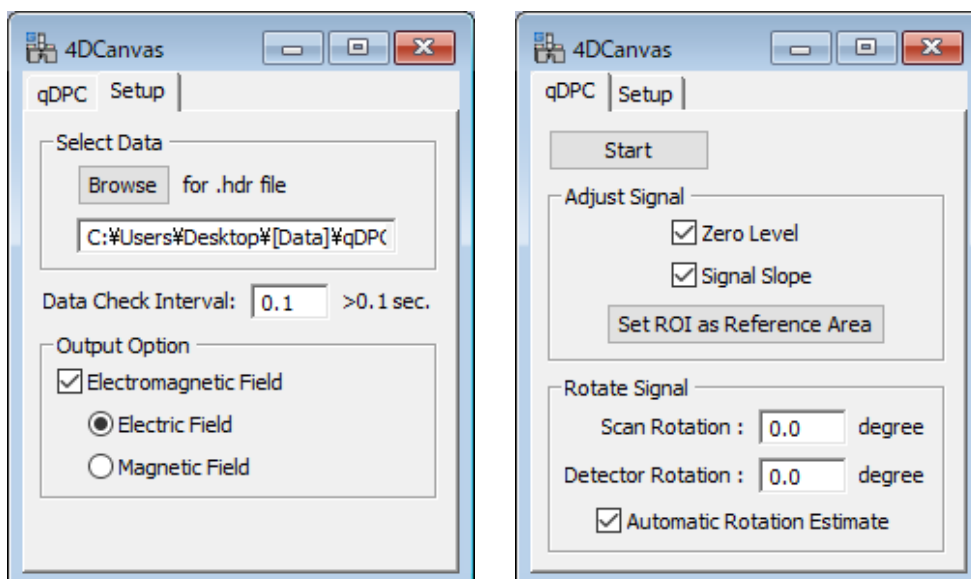 4DCanvas
qDPC Setup
Select Data
Browse for .hdr file
C:¥Users¥Desktop¥[Data]¥qDPC
Data Check Interval: 0.1 >0.1 sec.
Output Option
Electromagnetic Field
Electric Field
Magnetic Field
4DCanvas
qDPC Setup
Start
Adjust Signal
Zero Level
Signal Slope
Set ROI as Reference Area
Rotate Signal
Scan Rotation : 0.0 degree
Detector Rotation : 0.0 degree
Automatic Rotation Estimate